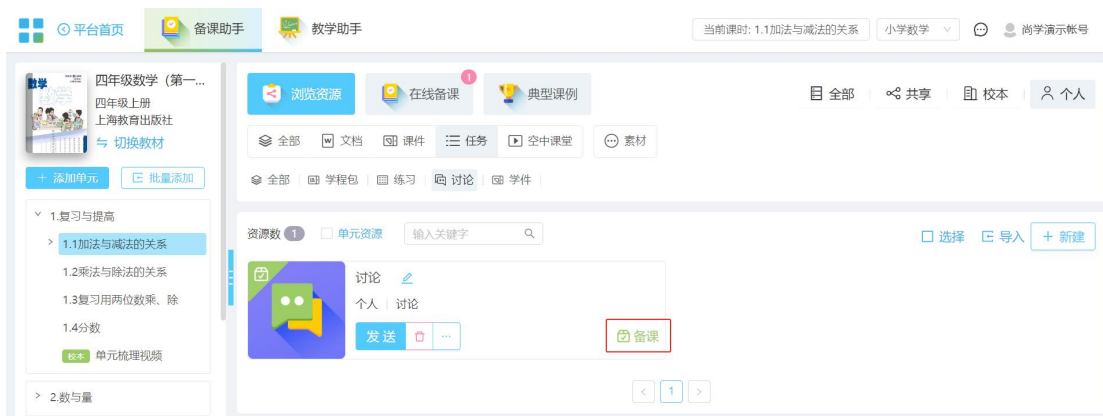 平台首页 备课助手 教学助手 当前课时: 1.1加法与减法的关系 小学数学 尚学演示帐号
数学
四年级数学（第一...
四年级上册
上海教育出版社
切换教材
+ 添加单元 批量添加
1.复习与提高
1.1加法与减法的关系
1.2乘法与除法的关系
1.3复习用两位数乘、除
1.4分数
校本 单元梳理视频
2.数与量
浏览资源 在线备课 1 典型课例 全部 共享 校本 个人
全部 文档 课件 任务 空中课堂 素材
全部 学程包 练习 讨论 学件
资源数 1 单元资源 输入关键字 选择 导入 + 新建
讨论
个人 讨论
发送 ... 备课
< 1 >